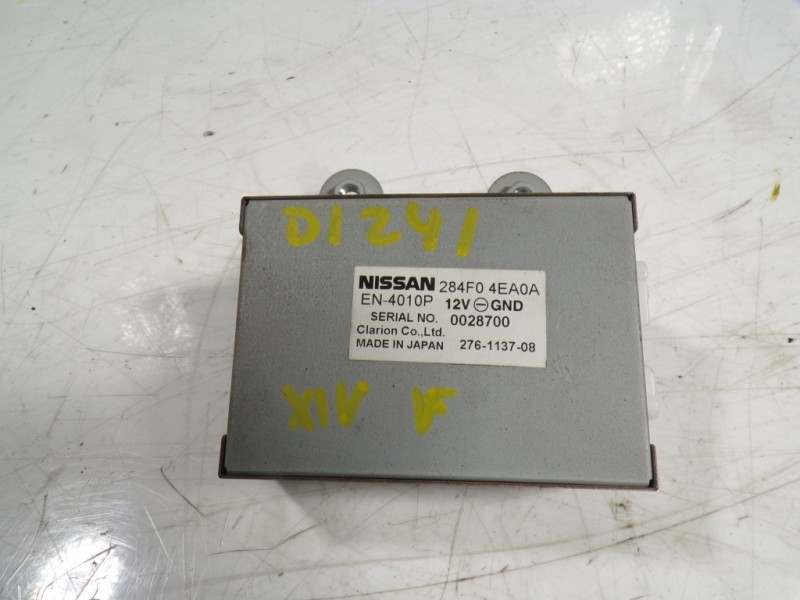 D1241
NISSAN 284F0 4EA0A
EN-4010P 12V ⊖ GND
SERIAL NO. 0028700
Clarion Co.,Ltd.
MADE IN JAPAN 276-1137-08
XIV VF